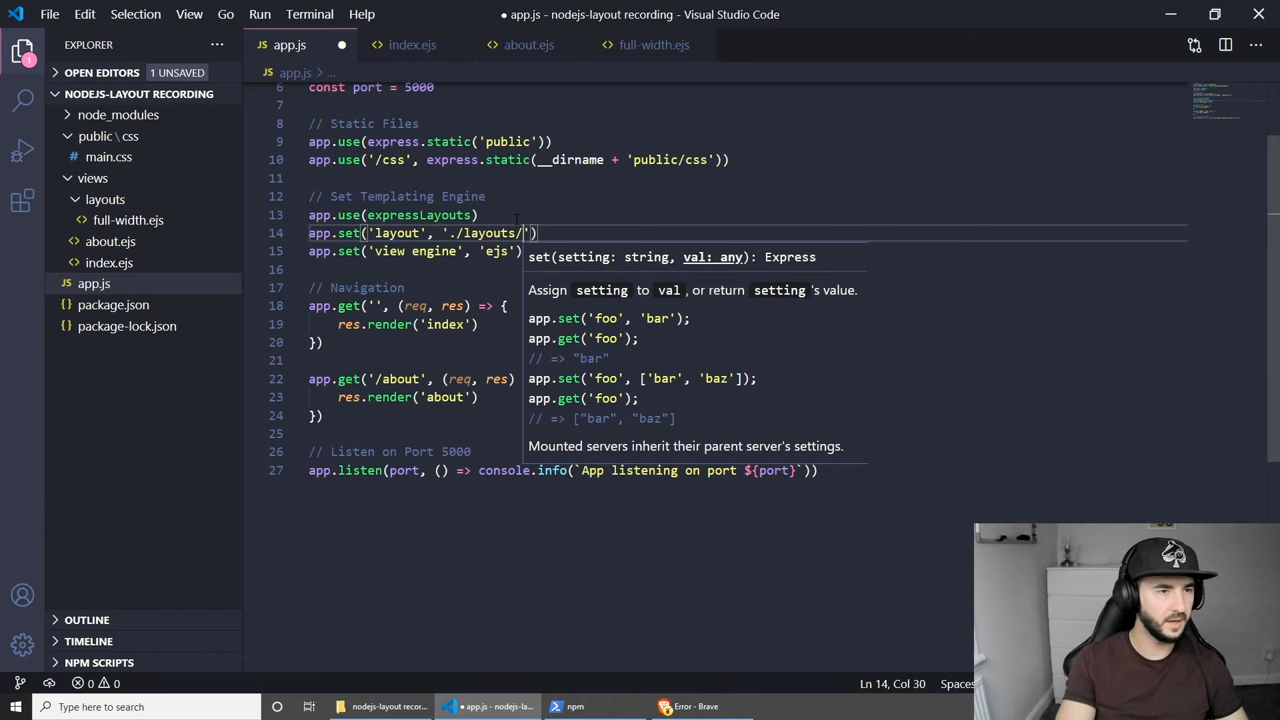 File Edit Selection View Go Run Terminal Help
● app.js - nodejs-layout recording - Visual Studio Code
EXPLORER
JS app.js
index.ejs
about.ejs
full-width.ejs
OPEN EDITORS 1 UNSAVED
JS app.js > ...
NODEJS-LAYOUT RECORDING
node_modules
public \ css
main.css
views
layouts
full-width.ejs
about.ejs
index.ejs
JS app.js
package.json
package-lock.json
OUTLINE
TIMELINE
NPM SCRIPTS
1
6 const port = 5000
7
8 // Static Files
9 app.use(express.static('public'))
10 app.use('/css', express.static(__dirname + 'public/css'))
11
12 // Set Templating Engine
13 app.use(expressLayouts)
14 app.set('layout', './layouts/')
15 app.set('view engine', 'ejs')
16
17 // Navigation
18 app.get('', (req, res) => {
19 res.render('index')
20 })
21
22 app.get('/about', (req, res)
23 res.render('about')
24 })
25
26 // Listen on Port 5000
27 app.listen(port, () => console.info(`App listening on port ${port}`))
set(setting: string, val: any): Express
Assign setting to val, or return setting's value.
app.set('foo', 'bar');
app.get('foo');
// => "bar"
app.set('foo', ['bar', 'baz']);
app.get('foo');
// => ["bar", "baz"]
Mounted servers inherit their parent server's settings.
0 0
Ln 14, Col 30
Spaces
Type here to search
nodejs-layout recor...
● app.js - nodejs-la...
npm
Error - Brave